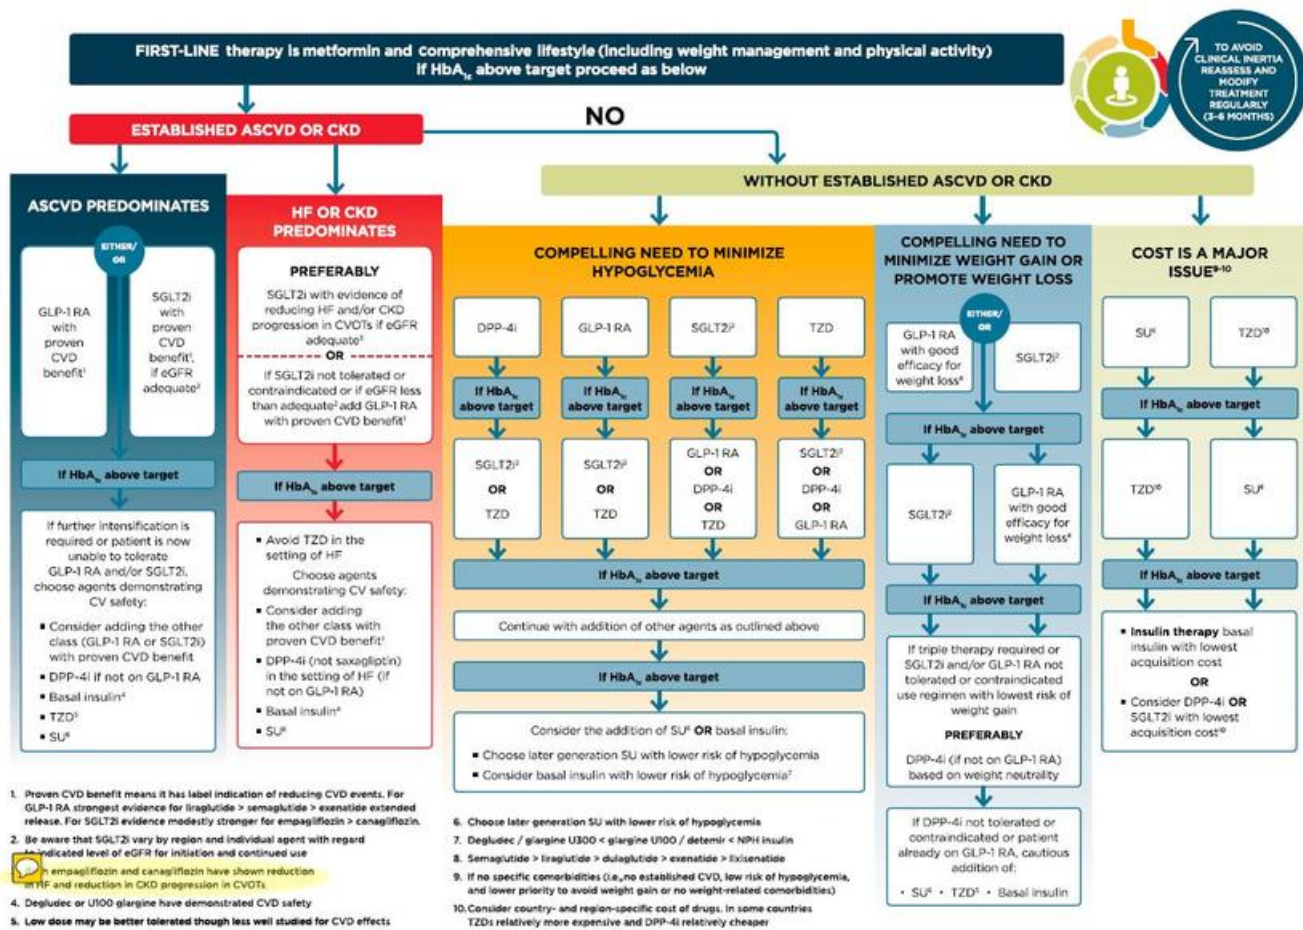 FIRST-LINE therapy is metformin and comprehensive lifestyle (including weight management and physical activity)
if HbA1c above target proceed as below
TO AVOID
CLINICAL INERTIA
REASSESS AND
MODIFY
TREATMENT
REGULARLY
(3-6 MONTHS)
ESTABLISHED ASCVD OR CKD
NO
WITHOUT ESTABLISHED ASCVD OR CKD
ASCVD PREDOMINATES
EITHER/
OR
GLP-1 RA
with
proven
CVD
benefit¹
SGLT2i
with
proven
CVD
benefit¹,
if eGFR
adequate²
If HbA1c above target
If further intensification is
required or patient is now
unable to tolerate
GLP-1 RA and/or SGLT2i,
choose agents demonstrating
CV safety:
▪ Consider adding the other
class (GLP-1 RA or SGLT2i)
with proven CVD benefit
▪ DPP-4i if not on GLP-1 RA
▪ Basal insulin⁴
▪ TZD⁵
▪ SU⁶
HF OR CKD
PREDOMINATES
PREFERABLY
SGLT2i with evidence of
reducing HF and/or CKD
progression in CVOTs if eGFR
adequate³
OR
If SGLT2i not tolerated or
contraindicated or if eGFR less
than adequate² add GLP-1 RA
with proven CVD benefit¹
If HbA1c above target
▪ Avoid TZD in the
setting of HF
Choose agents
demonstrating CV safety:
▪ Consider adding
the other class with
proven CVD benefit¹
▪ DPP-4i (not saxagliptin)
in the setting of HF (if
not on GLP-1 RA)
▪ Basal insulin⁴
▪ SU⁶
COMPELLING NEED TO MINIMIZE
HYPOGLYCEMIA
DPP-4i
GLP-1 RA
SGLT2i²
TZD
If HbA1c
above target
If HbA1c
above target
If HbA1c
above target
If HbA1c
above target
SGLT2i²
OR
TZD
SGLT2i²
OR
TZD
GLP-1 RA
OR
DPP-4i
OR
TZD
SGLT2i²
OR
DPP-4i
OR
GLP-1 RA
If HbA1c above target
Continue with addition of other agents as outlined above
If HbA1c above target
Consider the addition of SU⁶ OR basal insulin:
▪ Choose later generation SU with lower risk of hypoglycemia
▪ Consider basal insulin with lower risk of hypoglycemia⁷
COMPELLING NEED TO
MINIMIZE WEIGHT GAIN OR
PROMOTE WEIGHT LOSS
EITHER/
OR
GLP-1 RA
with good
efficacy for
weight loss⁸
SGLT2i²
If HbA1c above target
SGLT2i²
GLP-1 RA
with good
efficacy for
weight loss⁸
If HbA1c above target
If triple therapy required or
SGLT2i and/or GLP-1 RA not
tolerated or contraindicated
use regimen with lowest risk of
weight gain
PREFERABLY
DPP-4i (if not on GLP-1 RA)
based on weight neutrality
If DPP-4i not tolerated or
contraindicated or patient
already on GLP-1 RA, cautious
addition of:
• SU⁶ • TZD⁵ • Basal insulin
COST IS A MAJOR
ISSUE⁹⁻¹⁰
SU⁶
TZD¹⁰
If HbA1c above target
TZD¹⁰
SU⁶
If HbA1c above target
▪ Insulin therapy basal
insulin with lowest
acquisition cost
OR
▪ Consider DPP-4i OR
SGLT2i with lowest
acquisition cost¹⁰
1. Proven CVD benefit means it has label indication of reducing CVD events. For
GLP-1 RA strongest evidence for liraglutide > semaglutide > exenatide extended
release. For SGLT2i evidence modestly stronger for empagliflozin > canagliflozin.
2. Be aware that SGLT2i vary by region and individual agent with regard
to indicated level of eGFR for initiation and continued use
empagliflozin and canagliflozin have shown reduction
in HF and reduction in CKD progression in CVOTs
4. Degludec or U100 glargine have demonstrated CVD safety
5. Low dose may be better tolerated though less well studied for CVD effects
6. Choose later generation SU with lower risk of hypoglycemia
7. Degludec / glargine U300 < glargine U100 / detemir < NPH insulin
8. Semaglutide > liraglutide > dulaglutide > exenatide > lixisenatide
9. If no specific comorbidities (i.e., no established CVD, low risk of hypoglycemia,
and lower priority to avoid weight gain or no weight-related comorbidities)
10. Consider country- and region-specific cost of drugs. In some countries
TZDs relatively more expensive and DPP-4i relatively cheaper